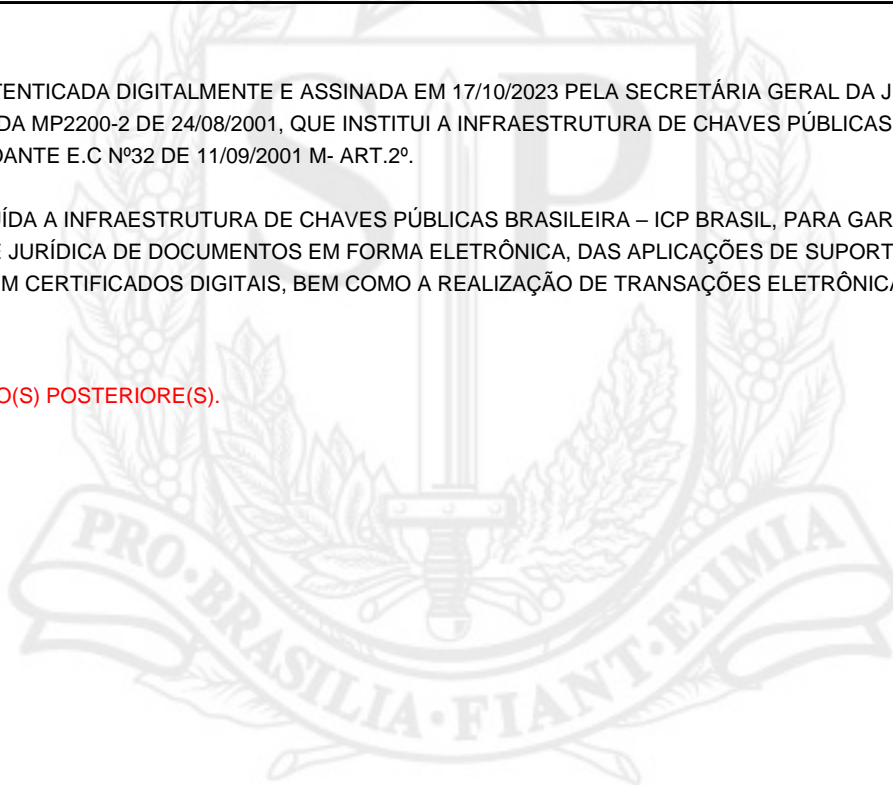 TENTICADA DIGITALMENTE E ASSINADA EM 17/10/2023 PELA SECRETÁRIA GERAL DA J
DA MP2200-2 DE 24/08/2001, QUE INSTITUI A INFRAESTRUTURA DE CHAVES PÚBLICAS
DANTE E.C Nº32 DE 11/09/2001 M- ART.2º.
UÍDA A INFRAESTRUTURA DE CHAVES PÚBLICAS BRASILEIRA – ICP BRASIL, PARA GAR
E JURÍDICA DE DOCUMENTOS EM FORMA ELETRÔNICA, DAS APLICAÇÕES DE SUPORT
M CERTIFICADOS DIGITAIS, BEM COMO A REALIZAÇÃO DE TRANSAÇÕES ELETRÔNICA
O(S) POSTERIORE(S).
SP
PRO·BRASILIA·FIANT·EXIMIA